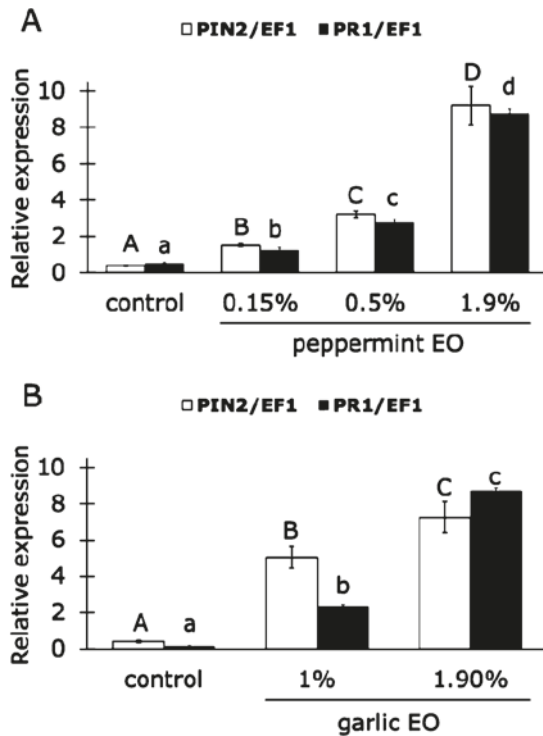 A
PIN2/EF1 PR1/EF1
Relative expression
10
8
6
4
2
0
A a B b C c D d
control 0.15% 0.5% 1.9%
peppermint EO
B
PIN2/EF1 PR1/EF1
Relative expression
10
8
6
4
2
0
A a B b C c
control 1% 1.90%
garlic EO